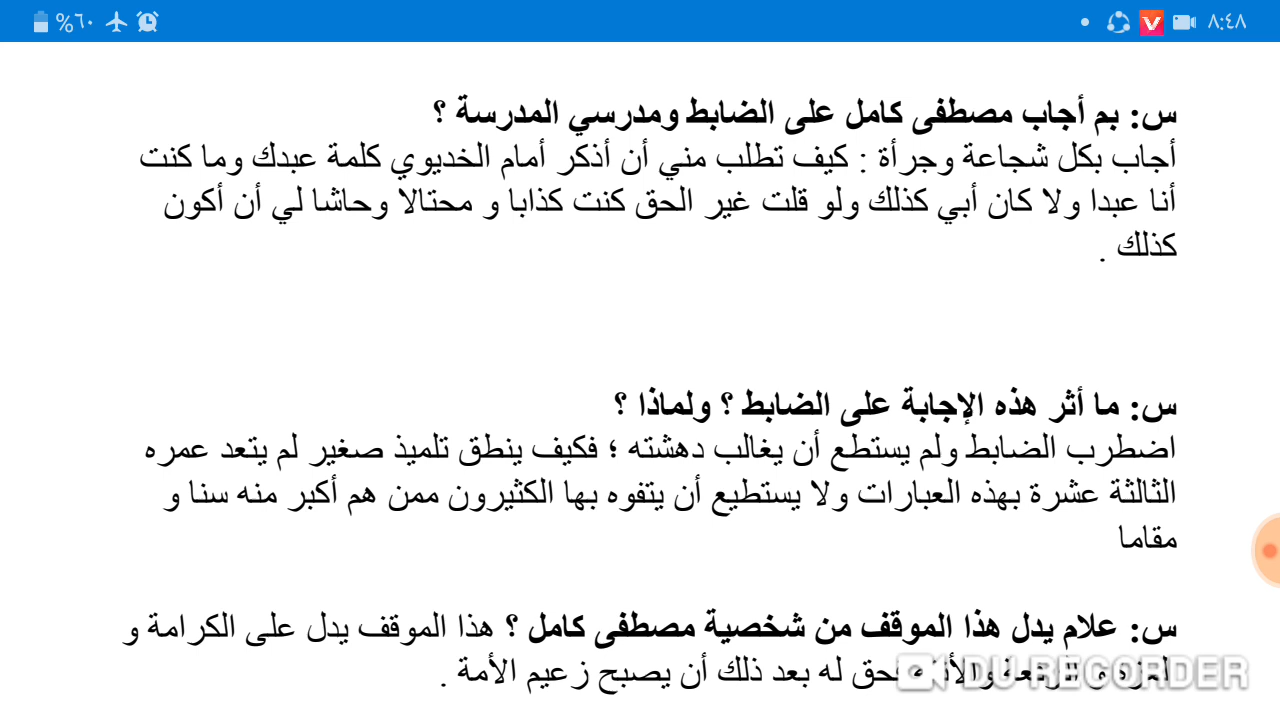 %٦٠
٨:٤٨
س: بم أجاب مصطفى كامل على الضابط ومدرسي المدرسة ؟
أجاب بكل شجاعة وجرأة : كيف تطلب مني أن أذكر أمام الخديوي كلمة عبدك وما كنت
أنا عبدا ولا كان أبي كذلك ولو قلت غير الحق كنت كذابا و محتالا وحاشا لي أن أكون
كذلك .
س: ما أثر هذه الإجابة على الضابط ؟ ولماذا ؟
اضطرب الضابط ولم يستطع أن يغالب دهشته ؛ فكيف ينطق تلميذ صغير لم يتعد عمره
الثالثة عشرة بهذه العبارات ولا يستطيع أن يتفوه بها الكثيرون ممن هم أكبر منه سنا و
مقاما
س: علام يدل هذا الموقف من شخصية مصطفى كامل ؟ هذا الموقف يدل على الكرامة و
فحق له بعد ذلك أن يصبح زعيم الأمة .
DU RECORDER